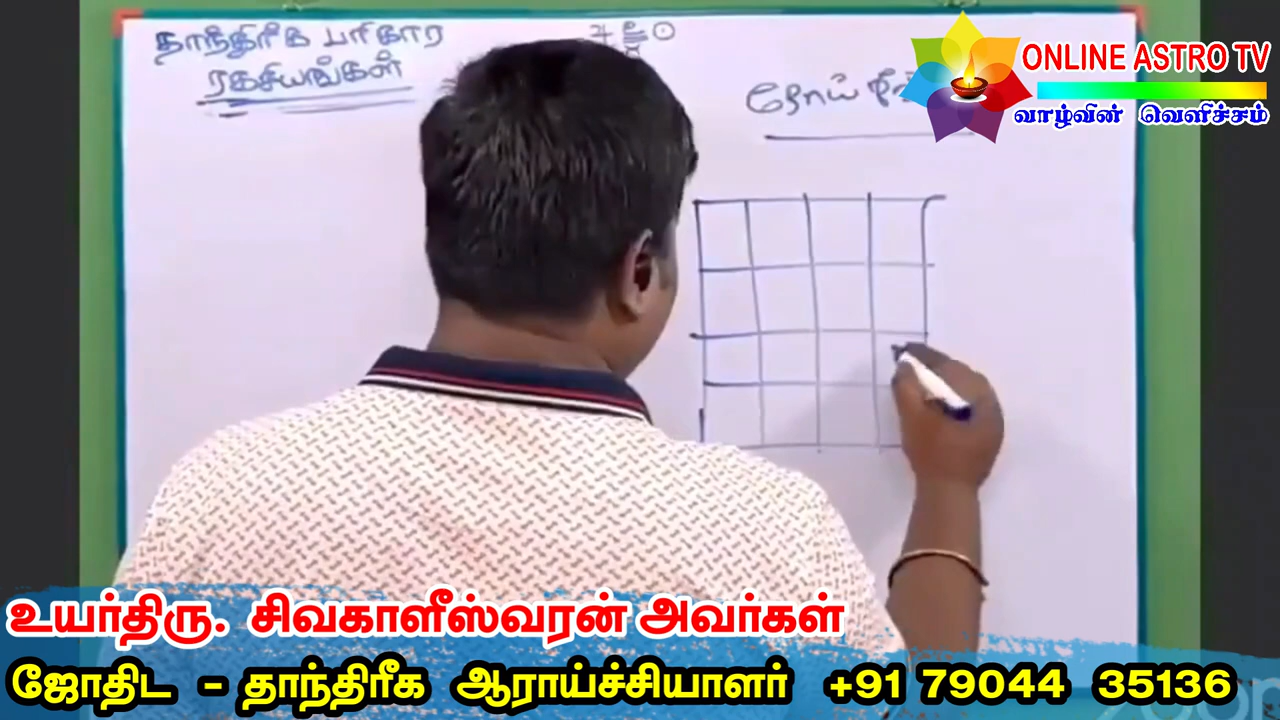 தாந்திரீக பரிகார
ரகசியங்கள்
நோய்
ONLINE ASTRO TV
வாழ்வின் வெளிச்சம்
உயர்திரு. சிவகாளீஸ்வரன் அவர்கள்
ஜோதிட - தாந்திரீக ஆராய்ச்சியாளர் +91 79044 35136